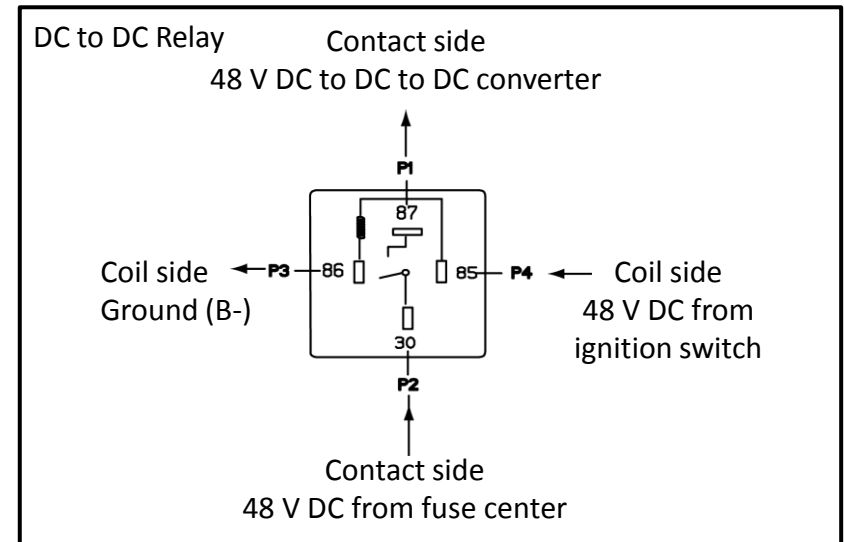 DC to DC Relay
Contact side
48 V DC to DC to DC converter
P1
87
Coil side
Ground (B-)
P3
86
85
P4
Coil side
48 V DC from
ignition switch
30
P2
Contact side
48 V DC from fuse center